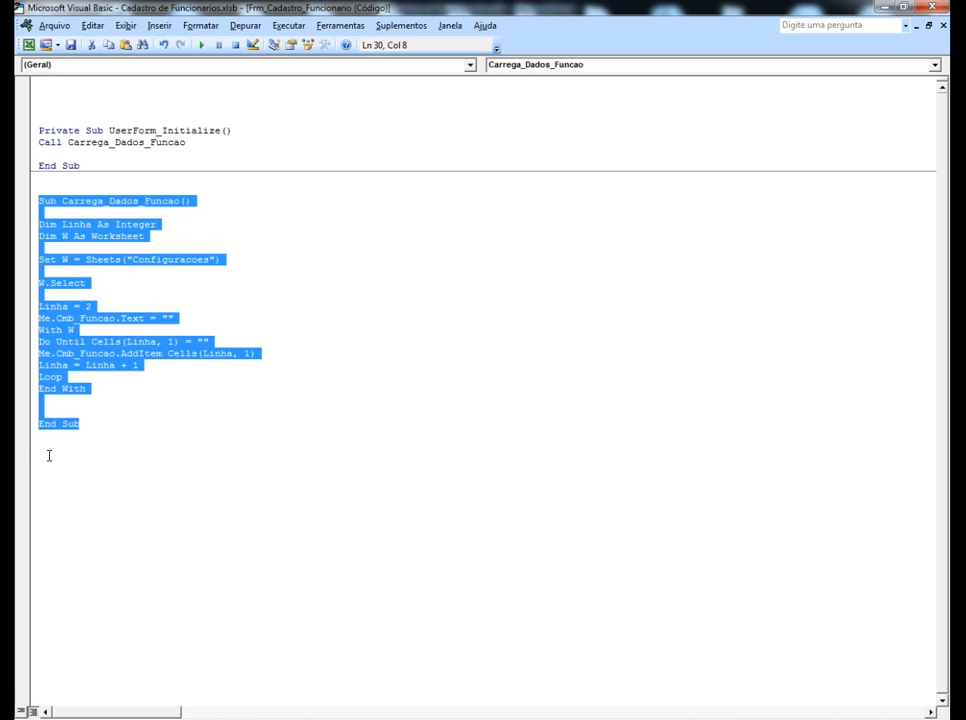 Microsoft Visual Basic - Cadastro de Funcionarios.xlsb - [Frm_Cadastro_Funcionario (Código)]
Arquivo Editar Exibir Inserir Formatar Depurar Executar Ferramentas Suplementos Janela Ajuda
Digite uma pergunta
Ln 30, Col 8
(Geral)
Carrega_Dados_Funcao
Private Sub UserForm_Initialize()
Call Carrega_Dados_Funcao
End Sub
Sub Carrega_Dados_Funcao()
Dim Linha As Integer
Dim W As Worksheet
Set W = Sheets("Configuracoes")
W.Select
Linha = 2
Me.Cmb_Funcao.Text = ""
With W
Do Until Cells(Linha, 1) = ""
Me.Cmb_Funcao.AddItem Cells(Linha, 1)
Linha = Linha + 1
Loop
End With
End Sub